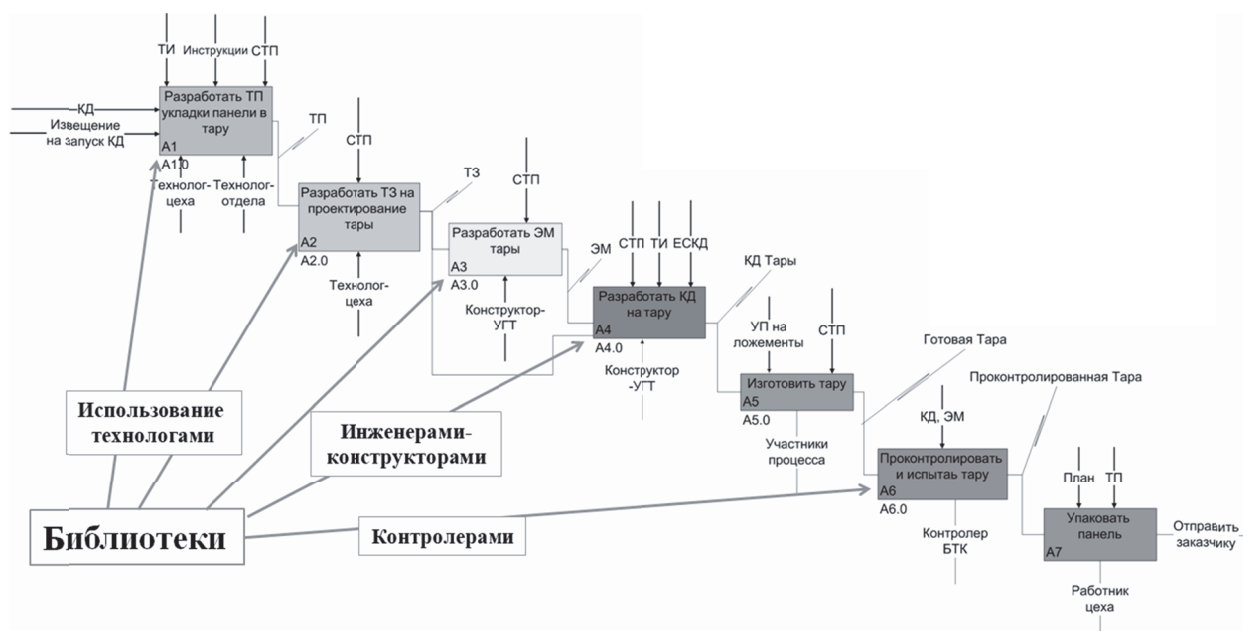 ТИ Инструкции СТП
КД
Извещение
на запуск КД
Разработать ТП
укладки панели в
тару
А1
А1.0
Технолог-
цеха
Технолог-
отдела
ТП
СТП
Разработать ТЗ на
проектирование
тары
А2
А2.0
Технолог-
цеха
ТЗ
СТП
Разработать ЭМ
тары
А3
А3.0
Конструктор-
УГТ
ЭМ
СТП ТИ ЕСКД
Разработать КД
на тару
А4
А4.0
Конструктор
-УГТ
КД Тары
УП на
ложементы
СТП
Изготовить тару
А5
А5.0
Участники
процесса
Готовая Тара
КД, ЭМ
Проконтролировать
и испытаь тару
А6
А6.0
Контролер
БТК
Проконтролированная Тара
Ппан ТП
Упаковать
панель
А7
Отправить
заказчику
Работник
цеха
Использование
технологами
Инженерами-
конструкторами
Контролерами
Библиотеки